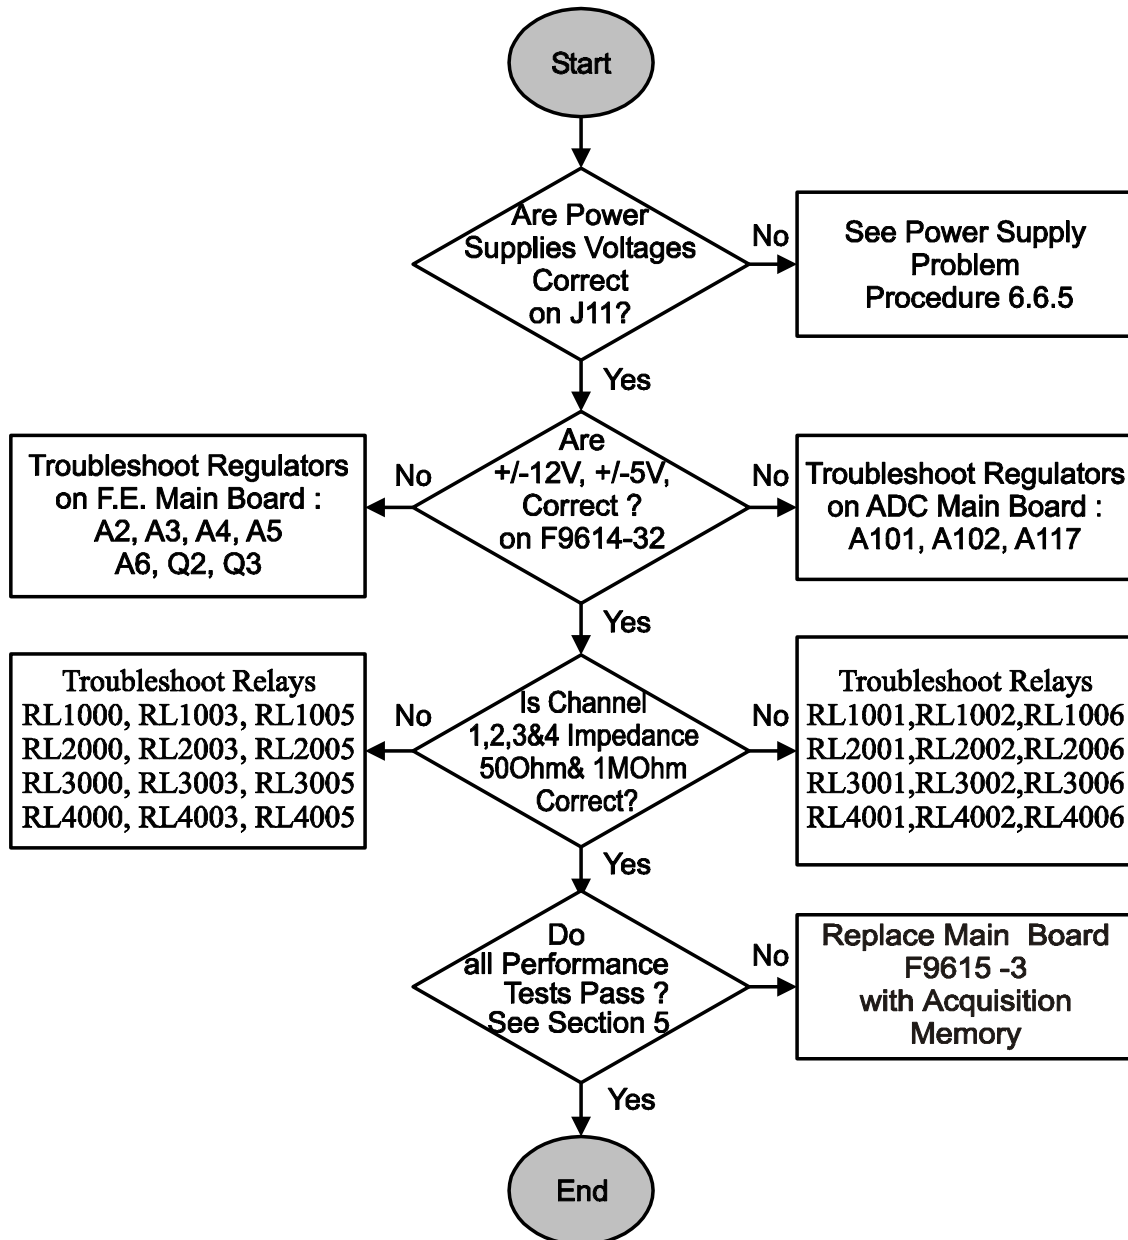 Start
Are Power
Supplies Voltages
Correct
on J11?
No
See Power Supply
Problem
Procedure 6.6.5
Yes
Are
+/-12V, +/-5V,
Correct ?
on F9614-32
No
Troubleshoot Regulators
on F.E. Main Board :
A2, A3, A4, A5
A6, Q2, Q3
No
Troubleshoot Regulators
on ADC Main Board :
A101, A102, A117
Yes
Is Channel
1,2,3&4 Impedance
50Ohm& 1MOhm
Correct?
No
Troubleshoot Relays
RL1000, RL1003, RL1005
RL2000, RL2003, RL2005
RL3000, RL3003, RL3005
RL4000, RL4003, RL4005
No
Troubleshoot Relays
RL1001,RL1002,RL1006
RL2001,RL2002,RL2006
RL3001,RL3002,RL3006
RL4001,RL4002,RL4006
Yes
Do
all Performance
Tests Pass ?
See Section 5
No
Replace Main Board
F9615 -3
with Acquisition
Memory
Yes
End